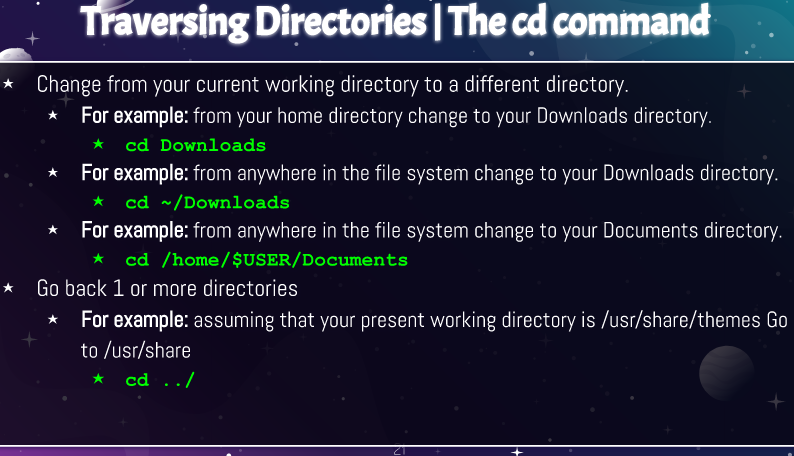 Traversing Directories | The cd command
Change from your current working directory to a different directory.
For example: from your home directory change to your Downloads directory.
cd Downloads
For example: from anywhere in the file system change to your Downloads directory.
cd ~/Downloads
For example: from anywhere in the file system change to your Documents directory.
cd /home/$USER/Documents
Go back 1 or more directories
For example: assuming that your present working directory is /usr/share/themes Go
to /usr/share
cd ../
21